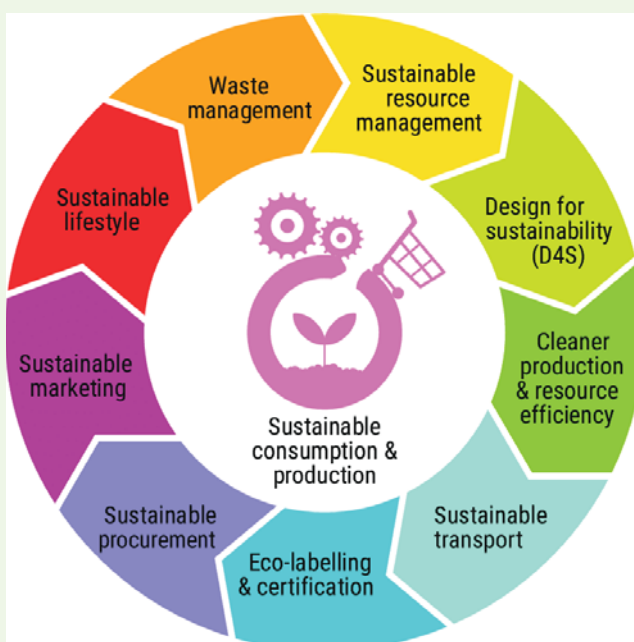 Waste
management
Sustainable
resource
management
Design for
sustainability
(D4S)
Cleaner
production
& resource
efficiency
Sustainable
transport
Eco-labelling
& certification
Sustainable
procurement
Sustainable
marketing
Sustainable
lifestyle
Sustainable
consumption &
production